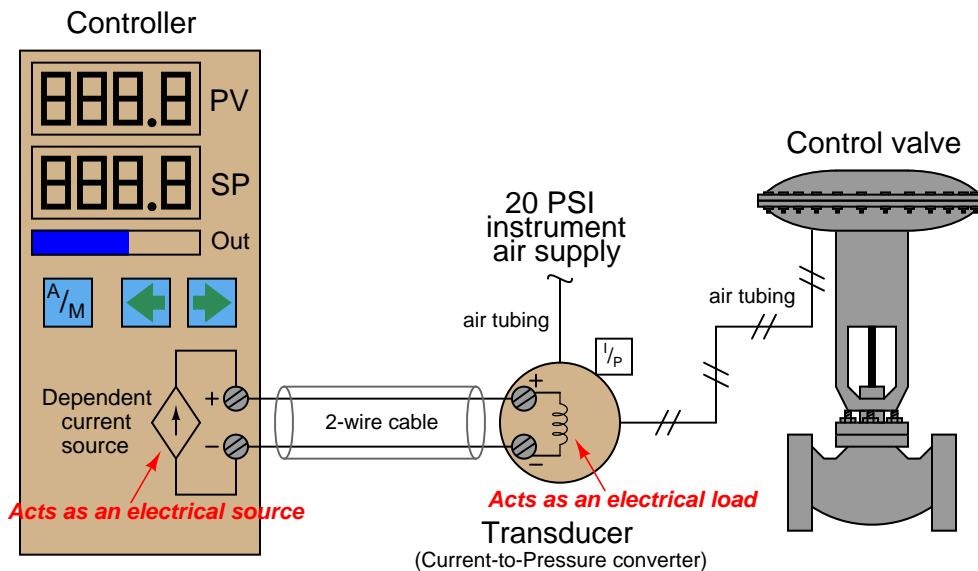 Controller
888.8 PV
888.8 SP
Out
A/M
Dependent
current
source
+
−
Acts as an electrical source
2-wire cable
20 PSI
instrument
air supply
air tubing
I/P
+
−
Acts as an electrical load
Transducer
(Current-to-Pressure converter)
air tubing
Control valve